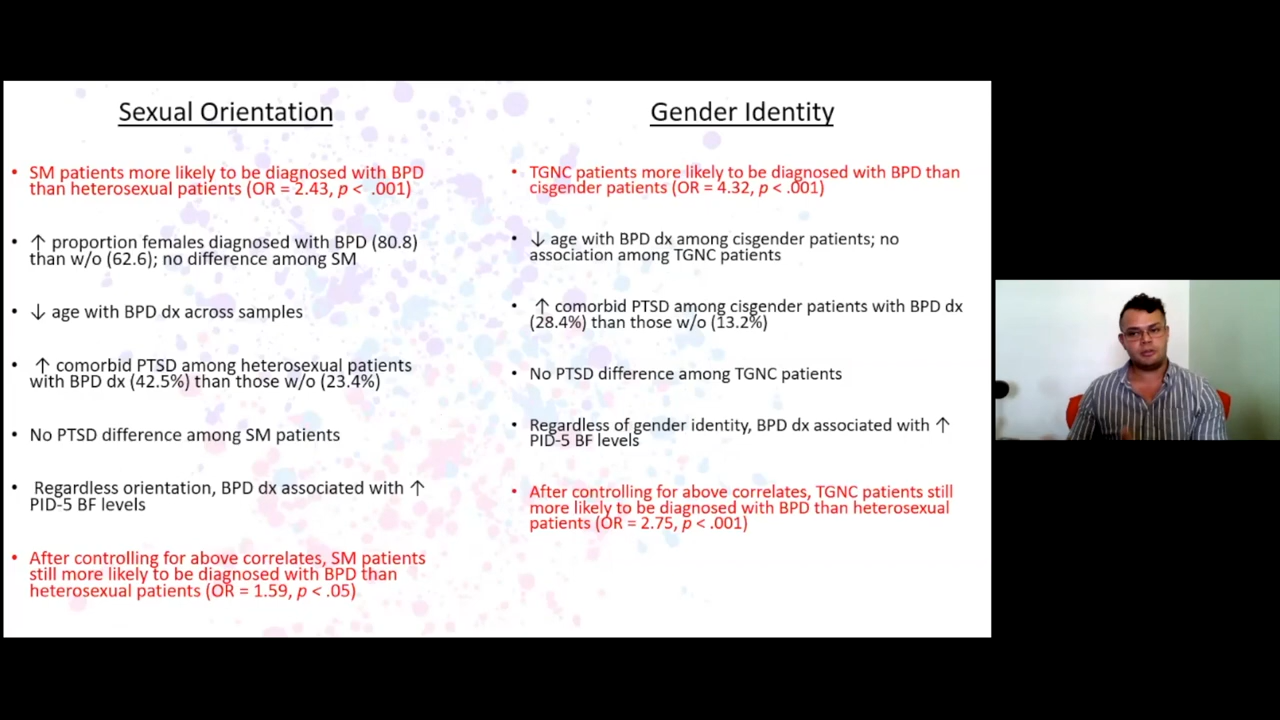 Sexual Orientation
• SM patients more likely to be diagnosed with BPD
than heterosexual patients (OR = 2.43, p < .001)
• ↑ proportion females diagnosed with BPD (80.8)
than w/o (62.6); no difference among SM
• ↓ age with BPD dx across samples
• ↑ comorbid PTSD among heterosexual patients
with BPD dx (42.5%) than those w/o (23.4%)
• No PTSD difference among SM patients
• Regardless orientation, BPD dx associated with ↑
PID-5 BF levels
• After controlling for above correlates, SM patients
still more likely to be diagnosed with BPD than
heterosexual patients (OR = 1.59, p < .05)
Gender Identity
• TGNC patients more likely to be diagnosed with BPD than
cisgender patients (OR = 4.32, p < .001)
• ↓ age with BPD dx among cisgender patients; no
association among TGNC patients
• ↑ comorbid PTSD among cisgender patients with BPD dx
(28.4%) than those w/o (13.2%)
• No PTSD difference among TGNC patients
• Regardless of gender identity, BPD dx associated with ↑
PID-5 BF levels
• After controlling for above correlates, TGNC patients still
more likely to be diagnosed with BPD than heterosexual
patients (OR = 2.75, p < .001)